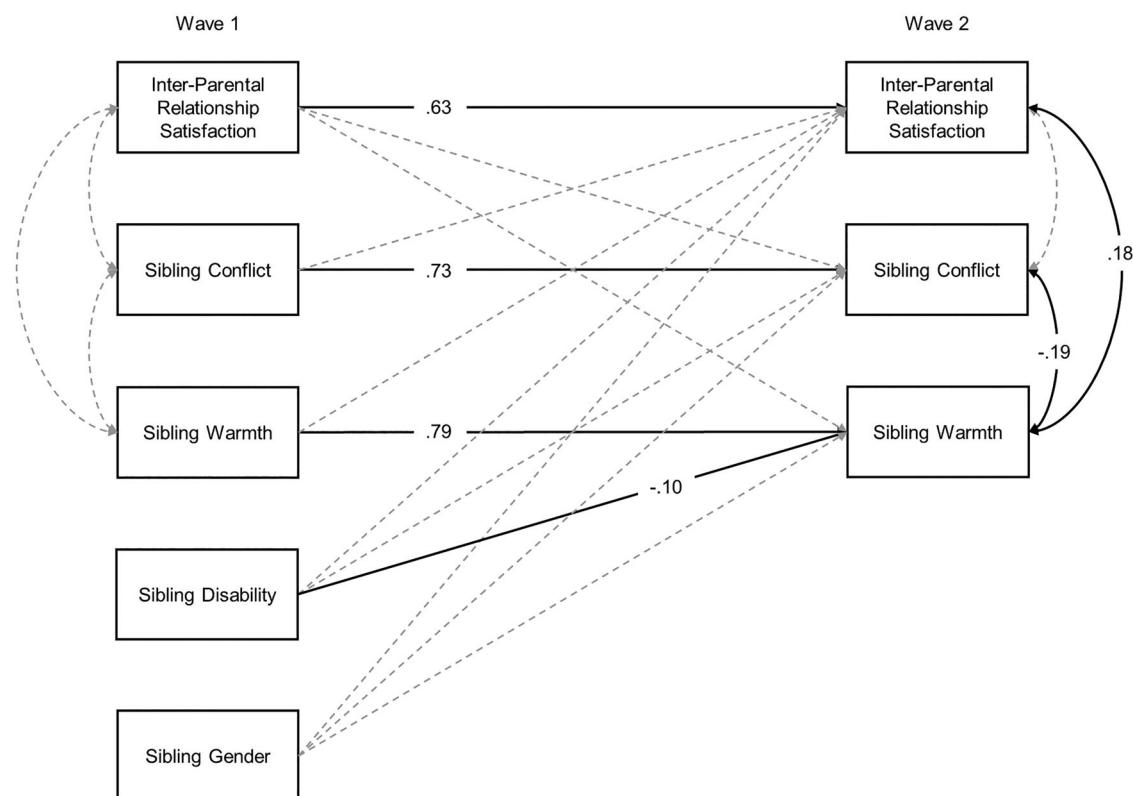 Wave 1
Wave 2
Inter-Parental
Relationship
Satisfaction
.63
Inter-Parental
Relationship
Satisfaction
Sibling Conflict
.73
Sibling Conflict
.18
-.19
Sibling Warmth
.79
Sibling Warmth
-.10
Sibling Disability
Sibling Gender